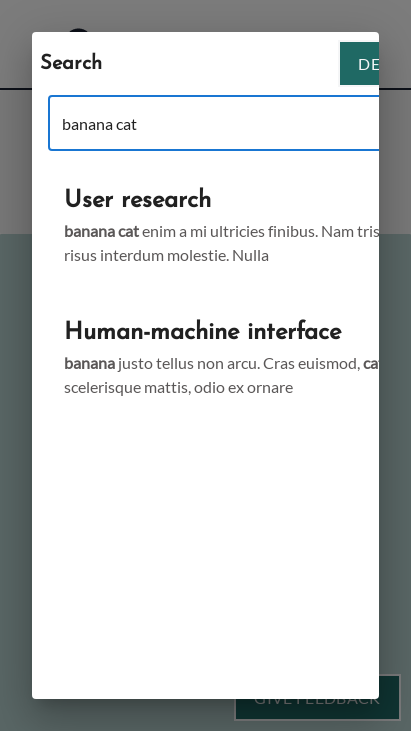 Search
DE
banana cat
User research
banana cat enim a mi ultricies finibus. Nam tris
risus interdum molestie. Nulla
Human-machine interface
banana justo tellus non arcu. Cras euismod, cat
scelerisque mattis, odio ex ornare
GIVE FEEDBACK